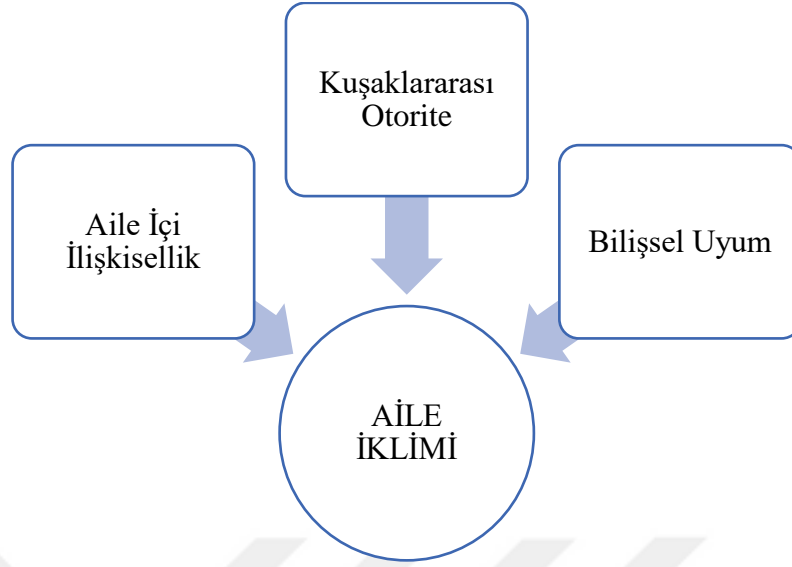 Kuşaklararası
Otorite
Aile İçi
İlişkisellik
Bilişsel Uyum
AİLE
İKLİMİ